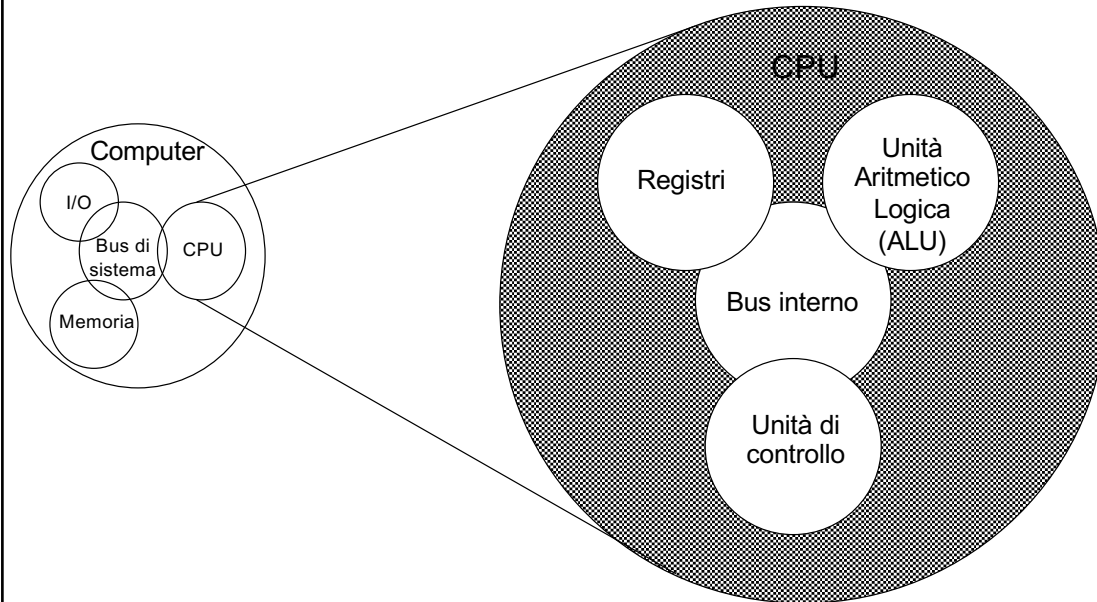 Computer
I/O
Bus di
sistema
CPU
Memoria
CPU
Registri
Unità
Aritmetico
Logica
(ALU)
Bus interno
Unità di
controllo